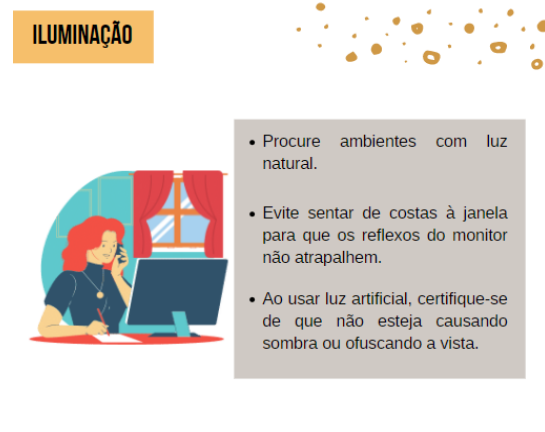 ILUMINAÇÃO
• Procure ambientes com luz
natural.
• Evite sentar de costas à janela
para que os reflexos do monitor
não atrapalhem.
• Ao usar luz artificial, certifique-se
de que não esteja causando
sombra ou ofuscando a vista.